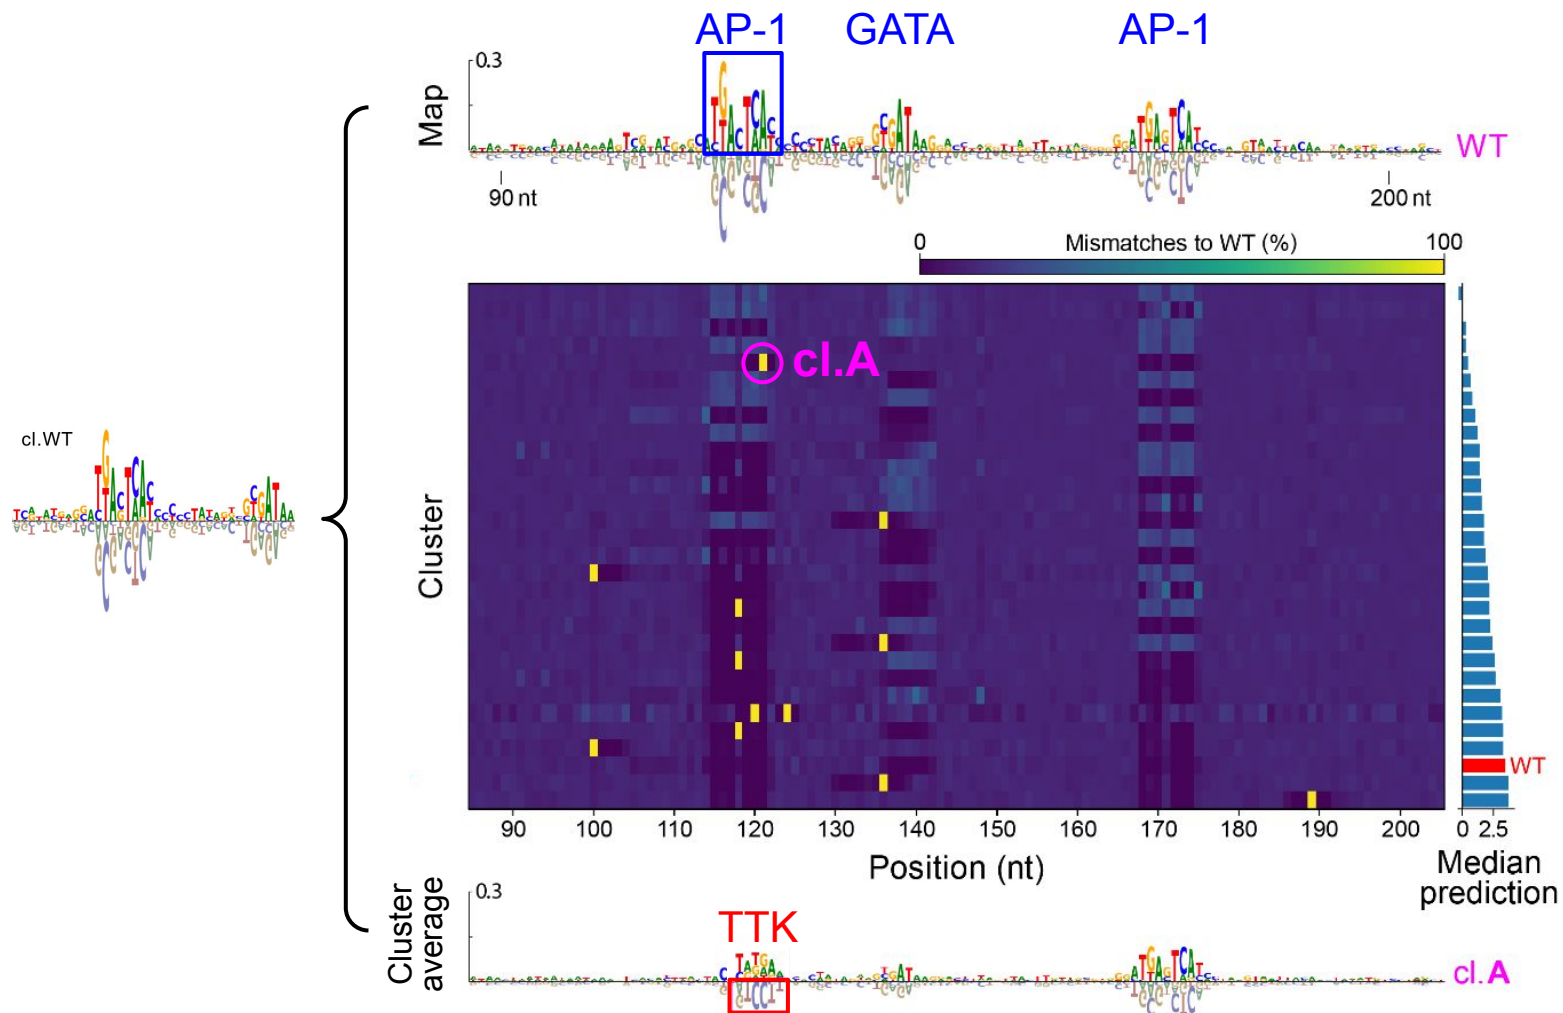 AP-1 GATA AP-1
0.3
Map
WT
90 nt 200 nt
0 Mismatches to WT (%) 100
cl.A
cl.WT
Cluster
WT
90 100 110 120 130 140 150 160 170 180 190 200
0 2.5
Position (nt)
Median
prediction
Cluster
average
0.3
TTK
cl.A